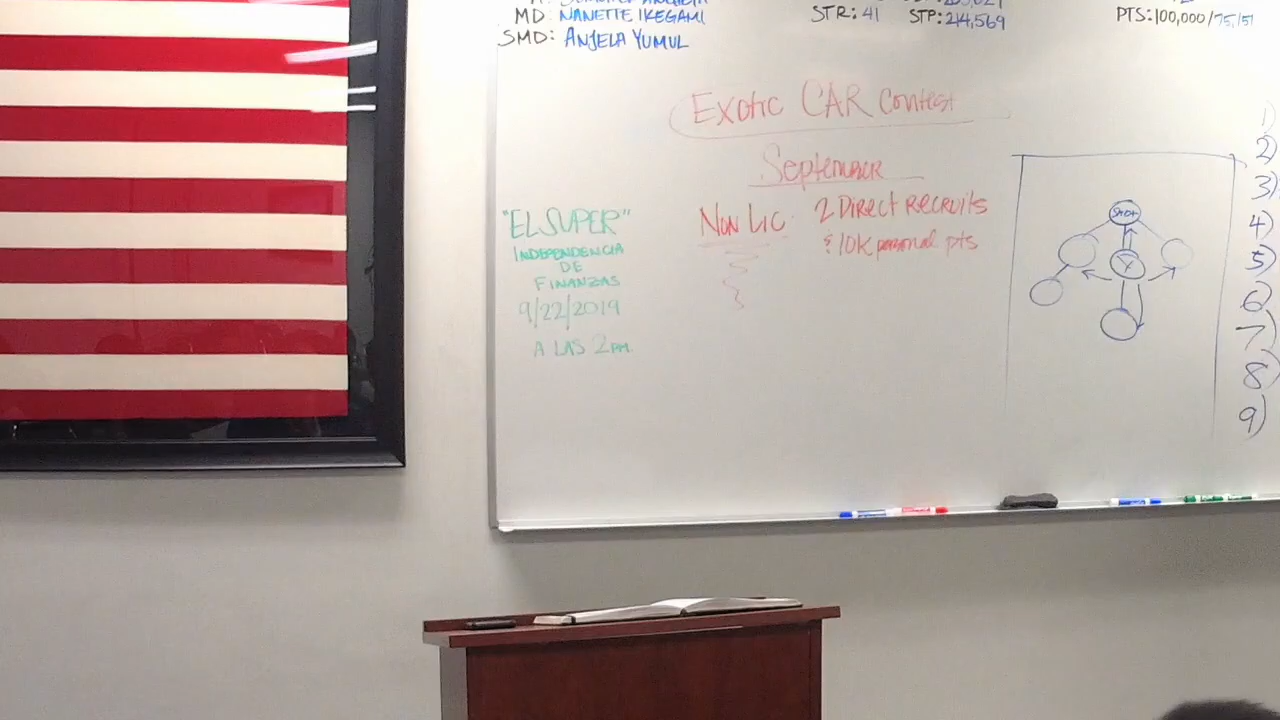 MD: NANETTE IKEGAMI
SMD: ANJELA YUMUL
STR: 41 STP: 214,569
PTS: 100,000/75/51
Exotic CAR Contest
September
Non Lic. 2 Direct Recruits
& 10K personal pts
"EL SUPER"
INDEPENDENCIA
DE
FINANZAS
9/22/2019
A LAS 2PM
Y
1)
2)
3)
4)
5)
6)
7)
8)
9)